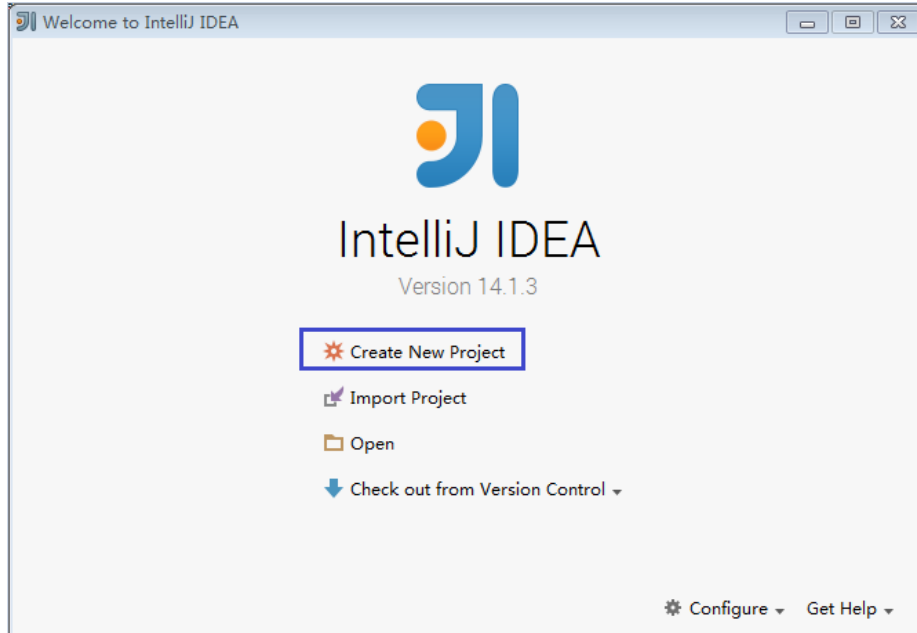 Welcome to IntelliJ IDEA
IntelliJ IDEA
Version 14.1.3
Create New Project
Import Project
Open
Check out from Version Control
Configure Get Help